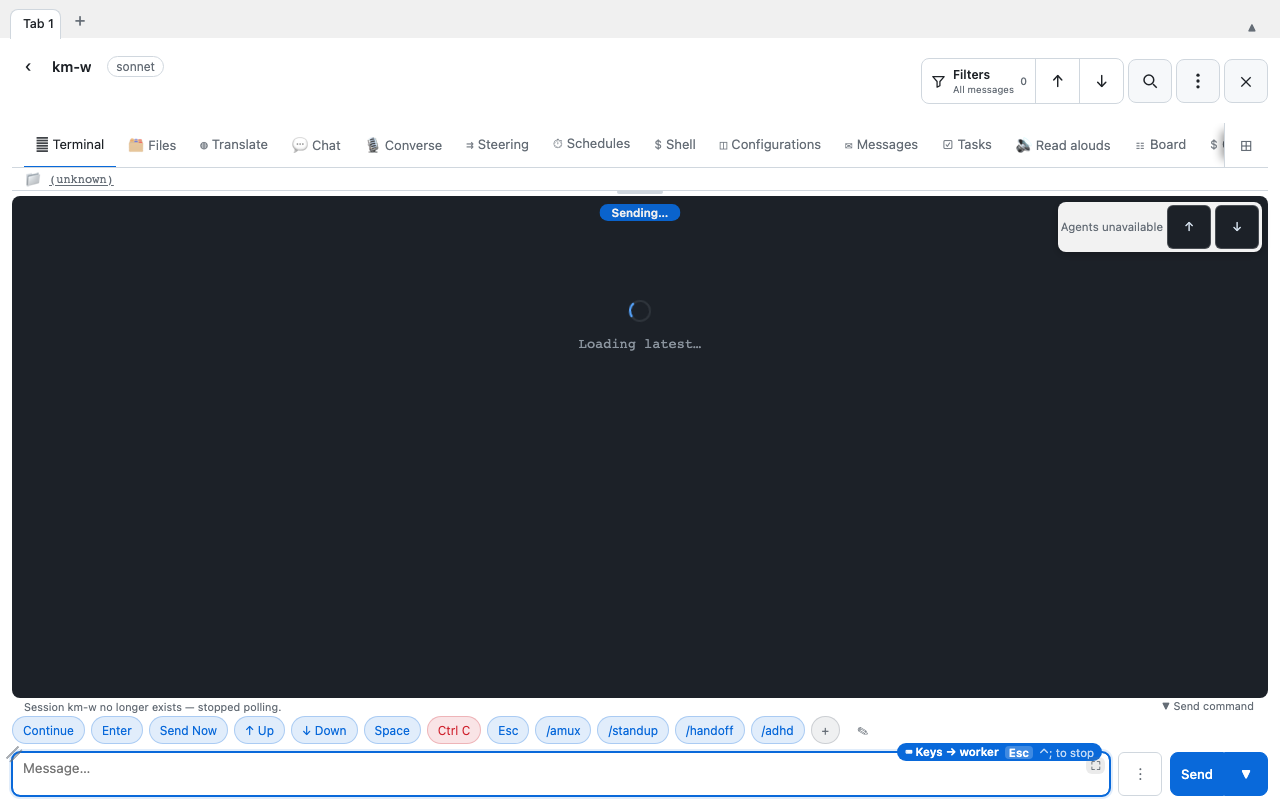 Tab 1 +
km-w sonnet
Filters
All messages
0
Terminal Files Translate Chat Converse Steering Schedules $ Shell Configurations Messages Tasks Read alouds Board $
(unknown)
Sending...
Agents unavailable
Loading latest…
Session km-w no longer exists — stopped polling.
▼ Send command
Continue Enter Send Now ↑ Up ↓ Down Space Ctrl C Esc /amux /standup /handoff /adhd +
Keys → worker Esc ^; to stop
Message...
Send ▼